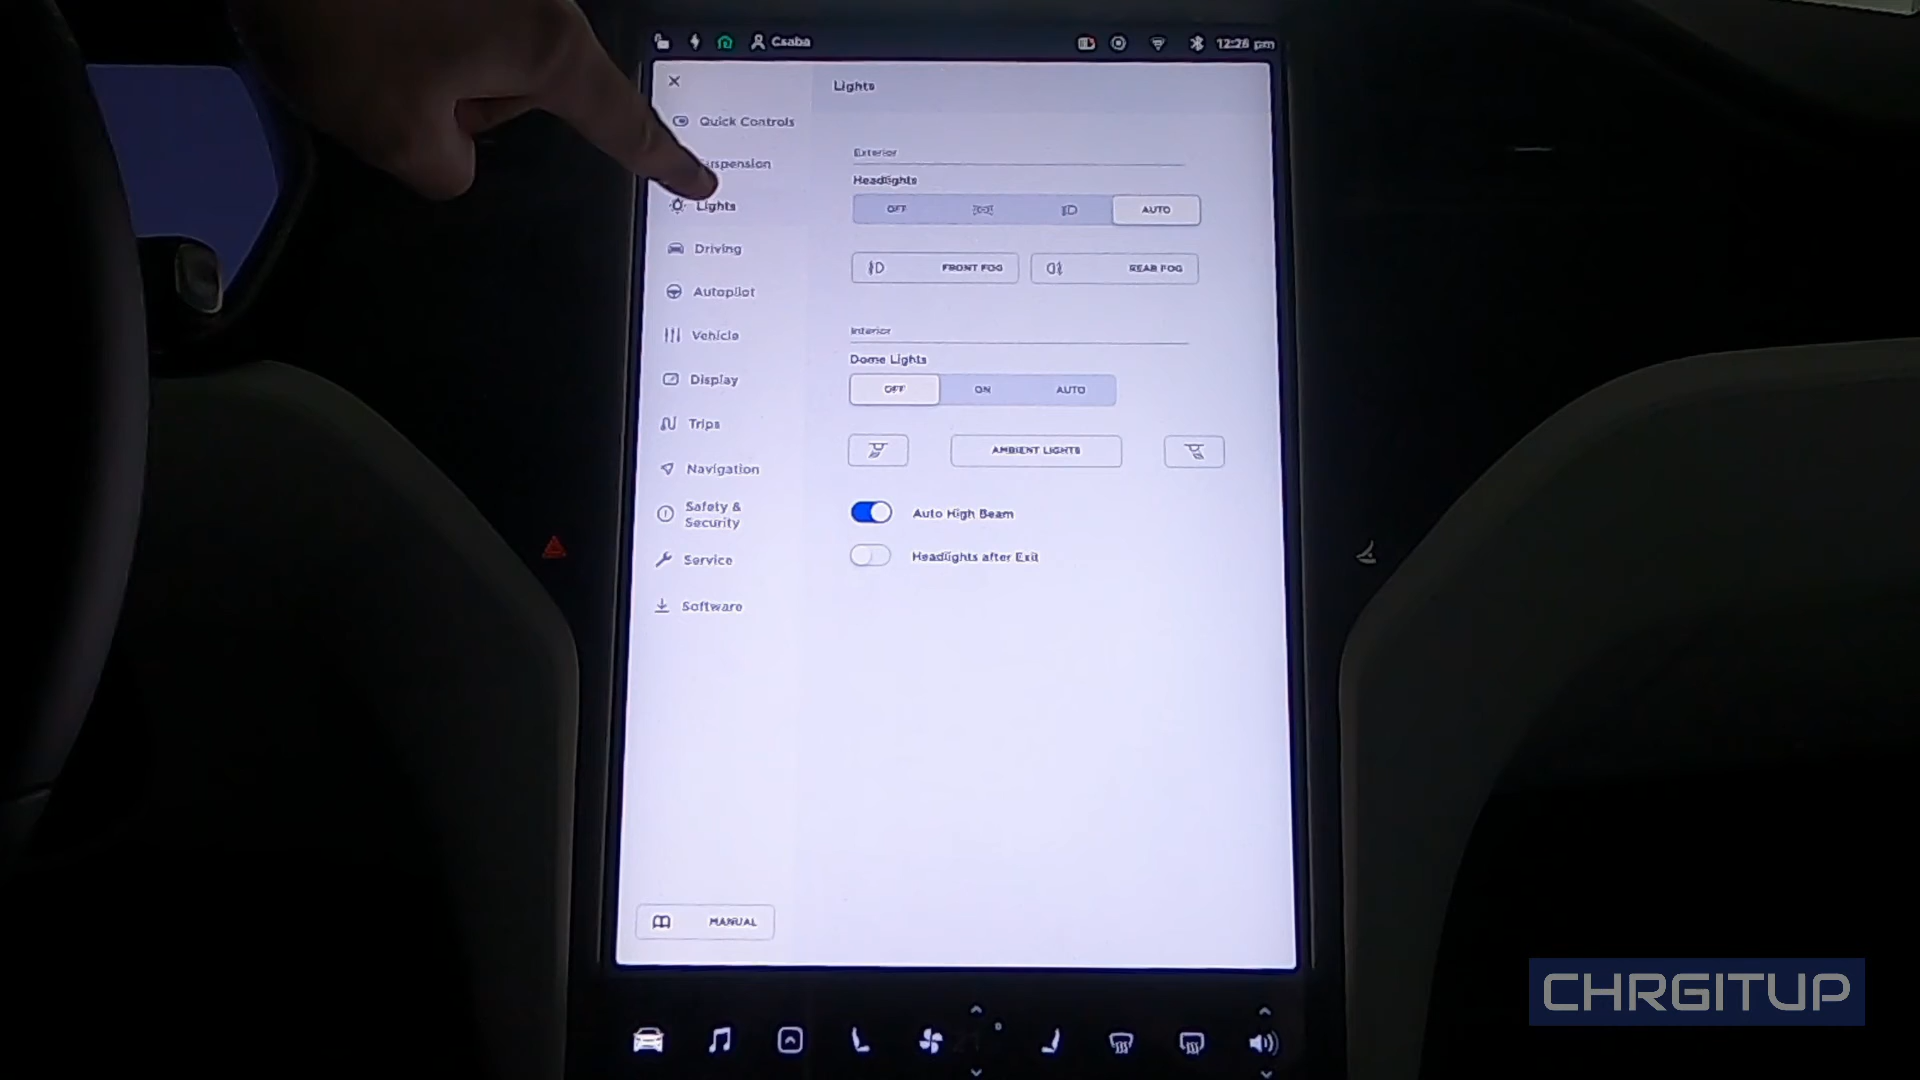 Csaba
12:26 pm
Lights
Quick Controls
uspension
Lights
Driving
Autopilot
Vehicle
Display
Trips
Navigation
Safety &
Security
Service
Software
MANUAL
Exterior
Headlights
OFF
AUTO
FRONT FOG
REAR FOG
Interior
Dome Lights
OFF
ON
AUTO
AMBIENT LIGHTS
Auto High Beam
Headlights after Exit
CHRGITUP